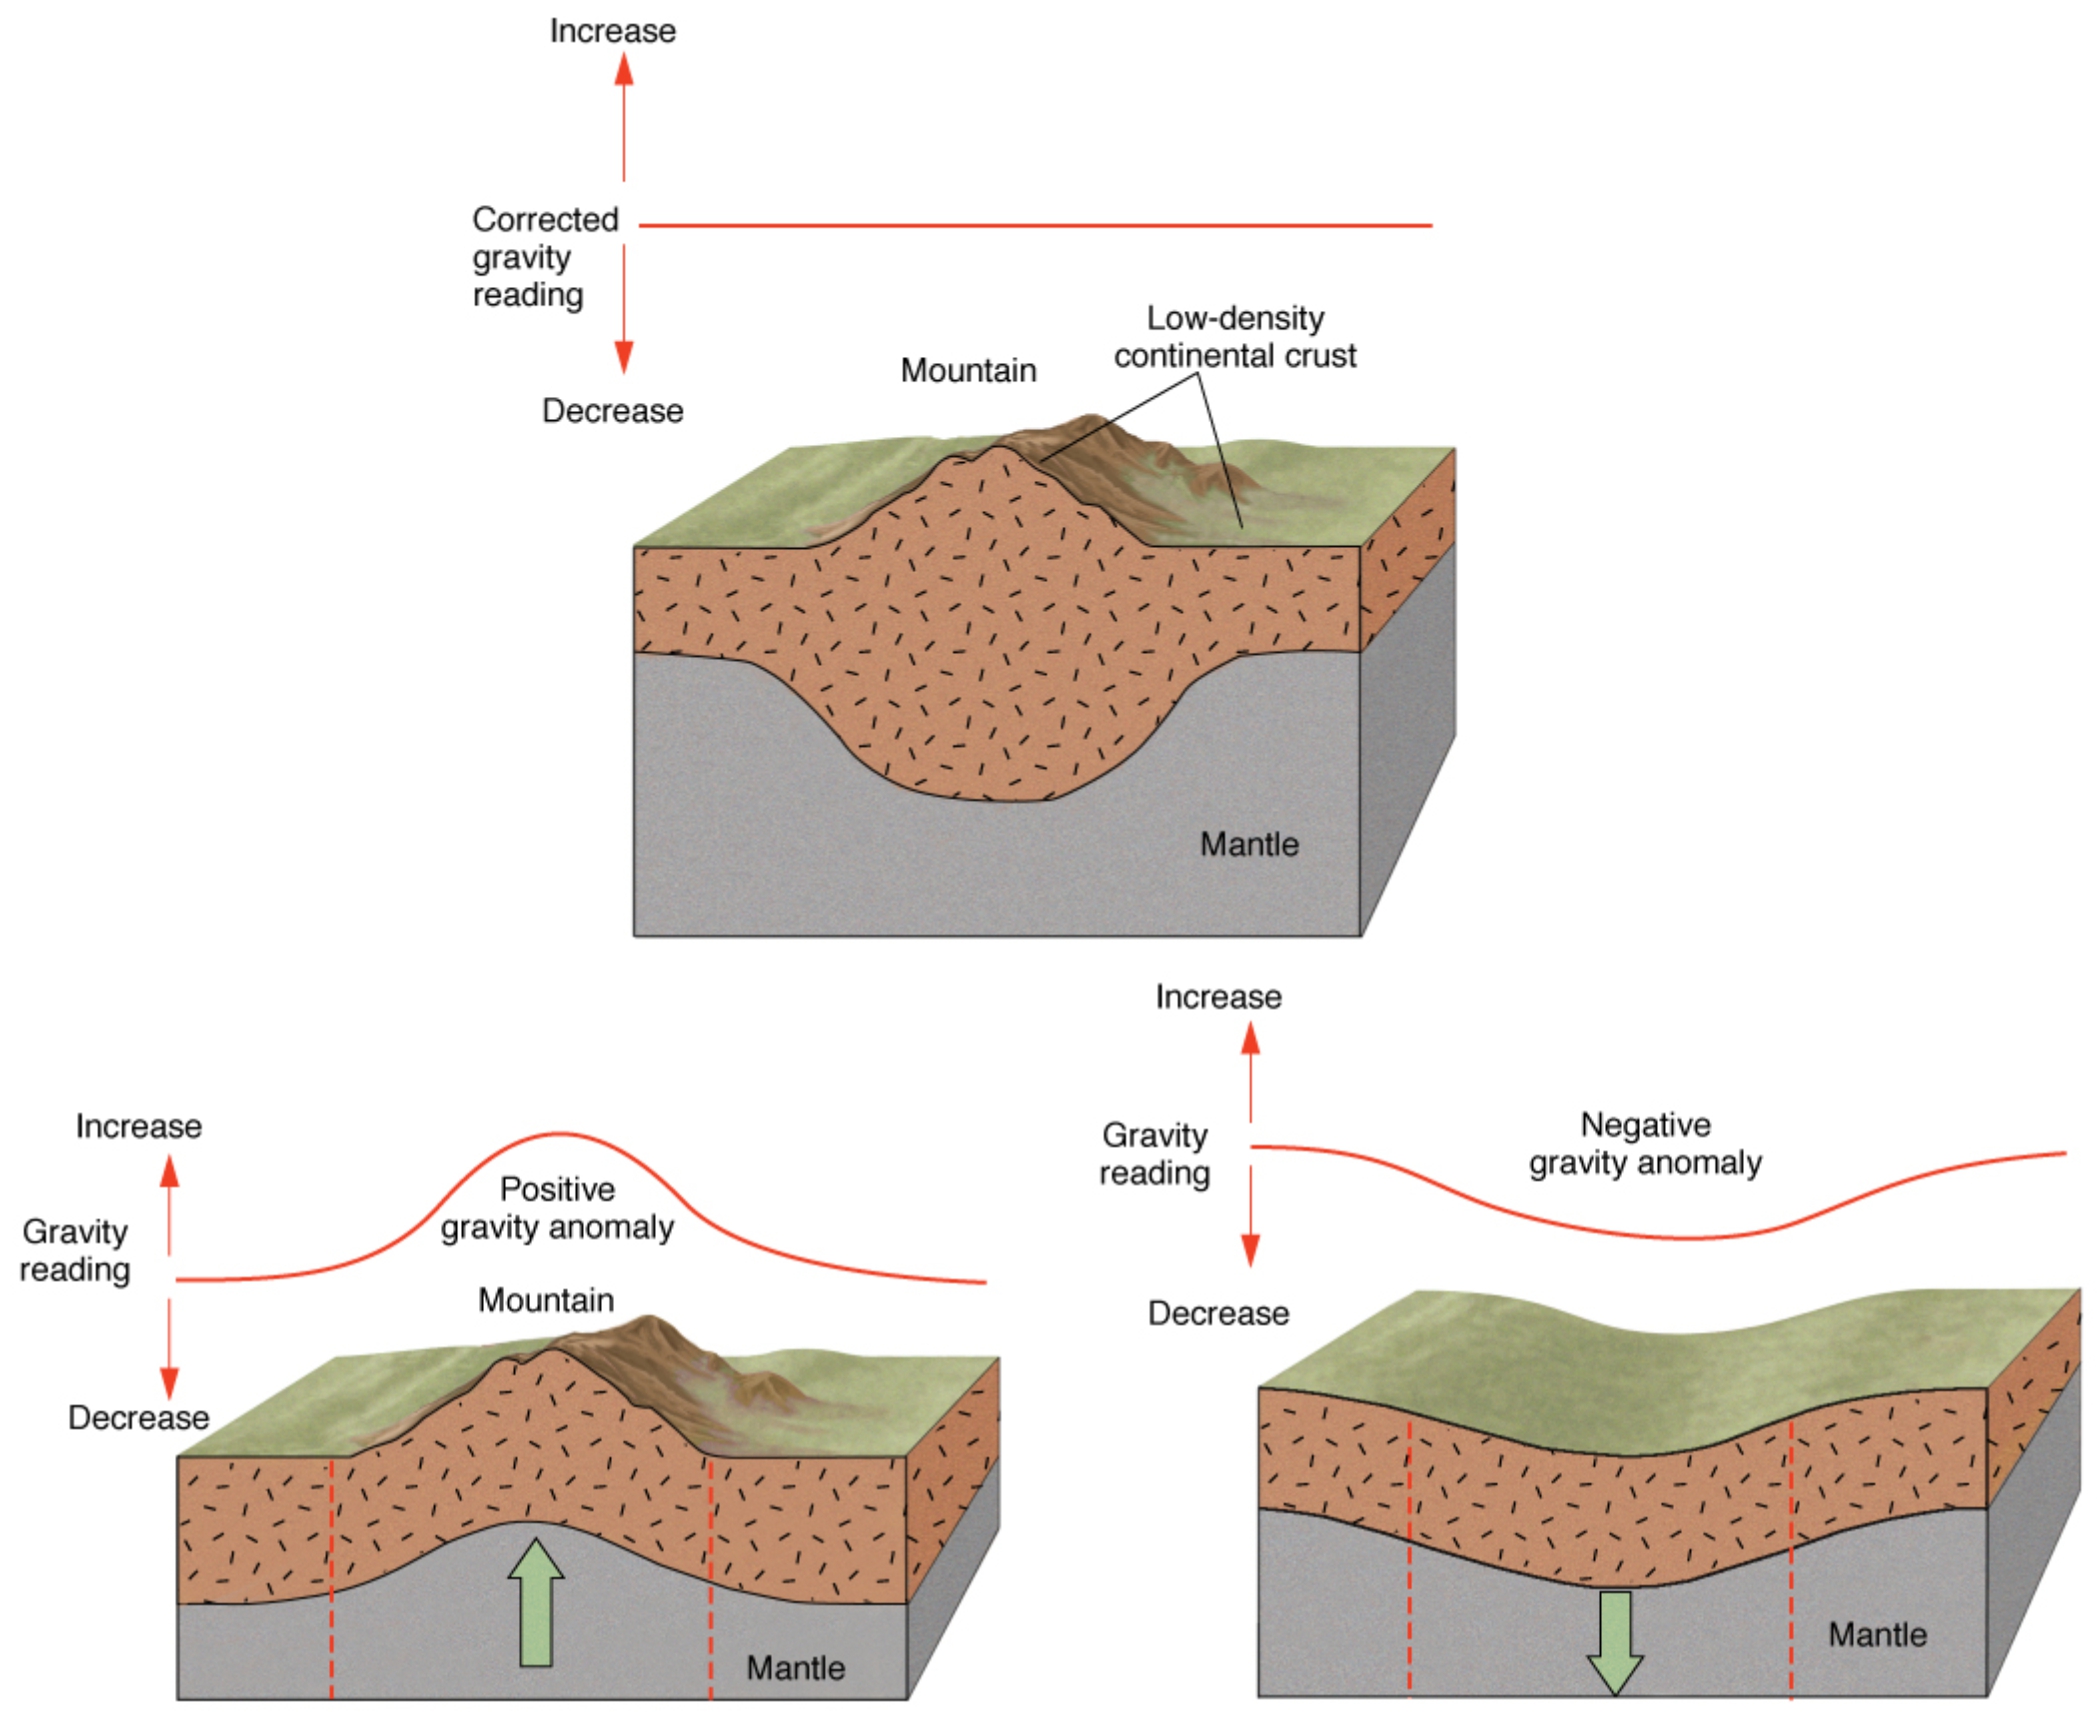 Increase
Corrected
gravity
reading
Decrease
Low-density
continental crust
Mountain
Mantle
Increase
Gravity
reading
Decrease
Positive
gravity anomaly
Mountain
Mantle
Increase
Gravity
reading
Decrease
Negative
gravity anomaly
Mantle